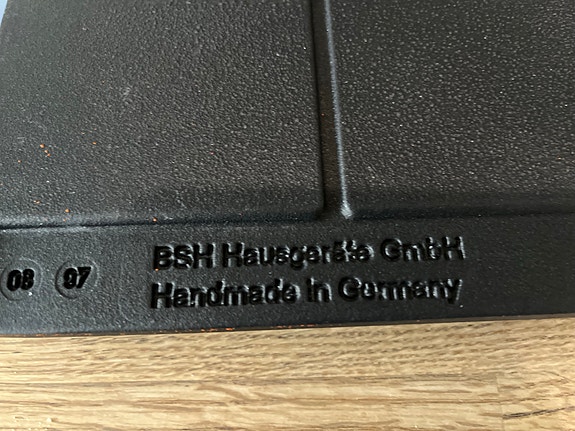 BSH Hausgeräte GmbH
08 07 Handmade in Germany